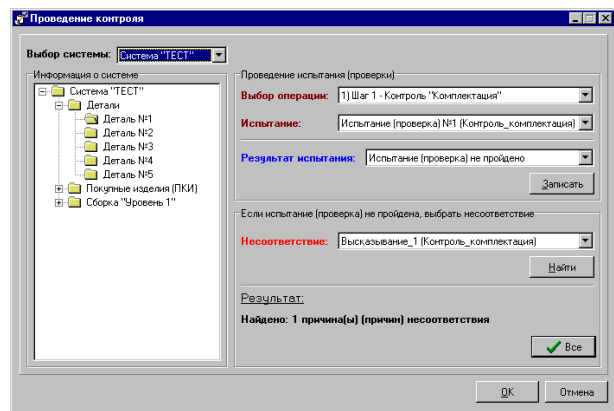 Проведение контроля
Выбор системы: Система "ТЕСТ"
Информация о системе
Система "ТЕСТ"
Детали
Деталь №1
Деталь №2
Деталь №3
Деталь №4
Деталь №5
Покупные изделия (ПКИ)
Сборка "Уровень 1"
Проведение испытания (проверки)
Выбор операции: 1) Шаг 1 - Контроль "Комплектация"
Испытание: Испытание (проверка) №1 (Контроль_комплектация)
Результат испытания: Испытание (проверка) не пройдено
Записать
Если испытание (проверка) не пройдена, выбрать несоответствие
Несоответствие: Высказывание_1 (Контроль_комплектация)
Найти
Результат:
Найдено: 1 причина(ы) (причин) несоответствия
Все
OK Отмена